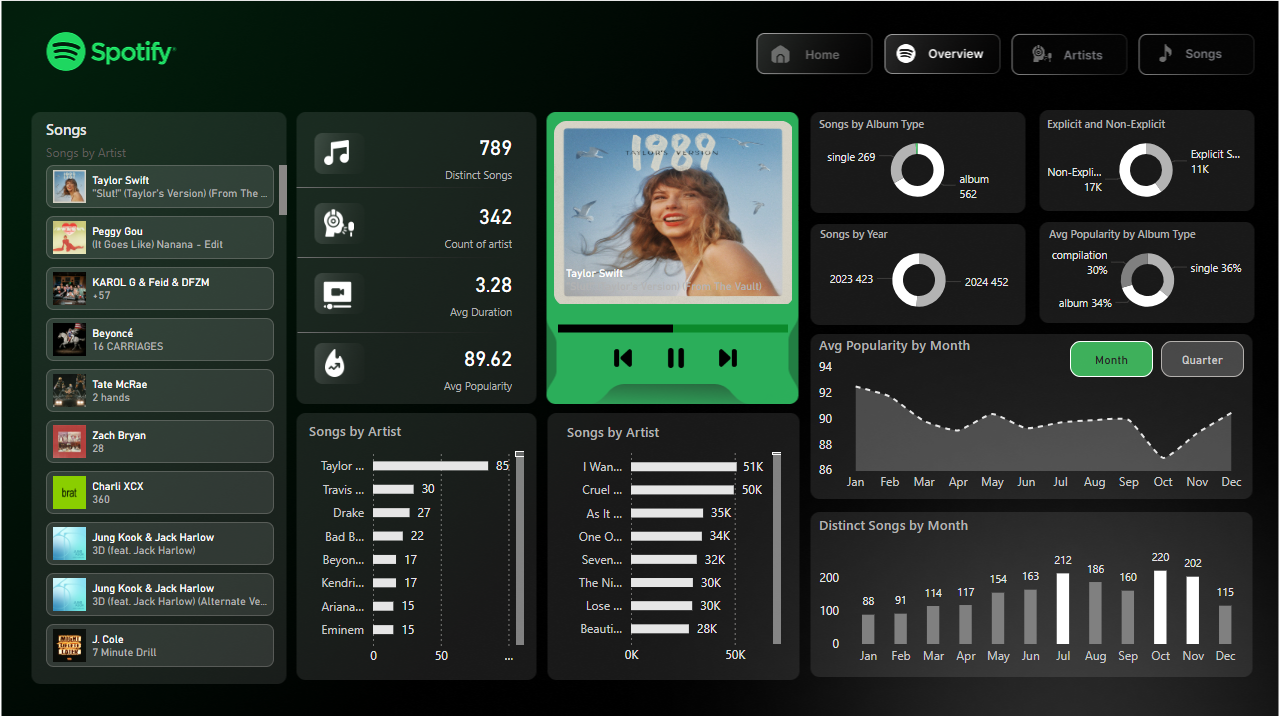 Spotify
Home
Overview
Artists
Songs
Songs
Songs by Artist
Taylor Swift
"Slut!" (Taylor's Version) (From The ...
Peggy Gou
(It Goes Like) Nanana - Edit
KAROL G & Feid & DFZM
+57
Beyoncé
16 CARRIAGES
Tate McRae
2 hands
Zach Bryan
28
brat
Charli XCX
360
Jung Kook & Jack Harlow
3D (feat. Jack Harlow)
Jung Kook & Jack Harlow
3D (feat. Jack Harlow) (Alternate Ve...
MIGHT DELETE LATER
J. Cole
7 Minute Drill
789
Distinct Songs
342
Count of artist
3.28
Avg Duration
89.62
Avg Popularity
1989
TAYLOR'S VERSION
Taylor Swift
(From The Vault)
Songs by Album Type
single 269
album
562
Explicit and Non-Explicit
Explicit S...
11K
Non-Expli...
17K
Songs by Year
2023 423
2024 452
Avg Popularity by Album Type
compilation
30%
single 36%
album 34%
Avg Popularity by Month
Month
Quarter
94
92
90
88
86
Jan Feb Mar Apr May Jun Jul Aug Sep Oct Nov Dec
Songs by Artist
Taylor ... 85
Travis ... 30
Drake 27
Bad B... 22
Beyon... 17
Kendri... 17
Ariana... 15
Eminem 15
0 50 ...
Songs by Artist
I Wan... 51K
Cruel ... 50K
As It ... 35K
One O... 34K
Seven... 32K
The Ni... 30K
Lose ... 30K
Beauti... 28K
0K 50K
Distinct Songs by Month
200
100
0
88 91 114 117 154 163 212 186 160 220 202 115
Jan Feb Mar Apr May Jun Jul Aug Sep Oct Nov Dec